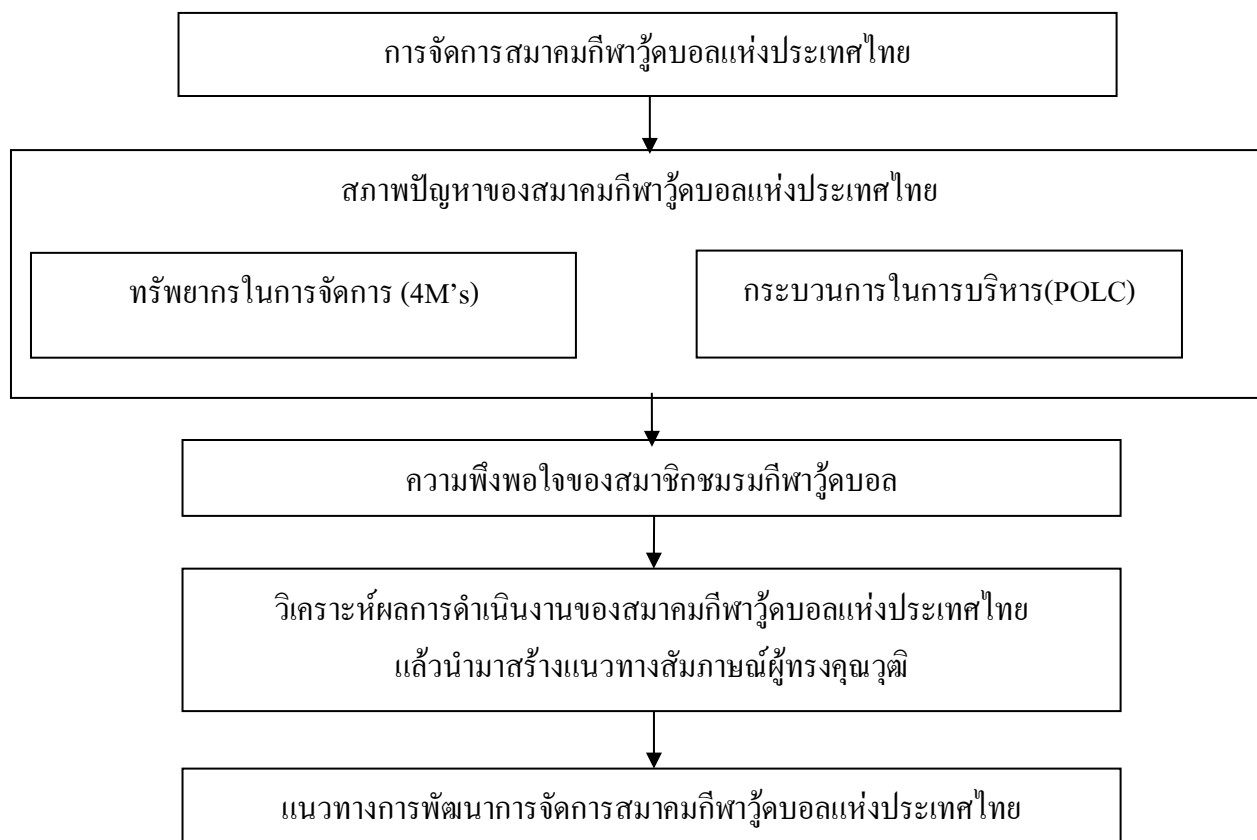 การจัดการสมาคมกีฬาวู้ดบอลแห่งประเทศไทย
สภาพปัญหาของสมาคมกีฬาวู้ดบอลแห่งประเทศไทย
ทรัพยากรในการจัดการ (4M’s)
กระบวนการในการบริหาร(POLC)
ความพึงพอใจของสมาชิกชมรมกีฬาวู้ดบอล
วิเคราะห์ผลการดำเนินงานของสมาคมกีฬาวู้ดบอลแห่งประเทศไทย
แล้วนำมาสร้างแนวทางสัมภาษณ์ผู้ทรงคุณวุฒิ
แนวทางการพัฒนาการจัดการสมาคมกีฬาวู้ดบอลแห่งประเทศไทย